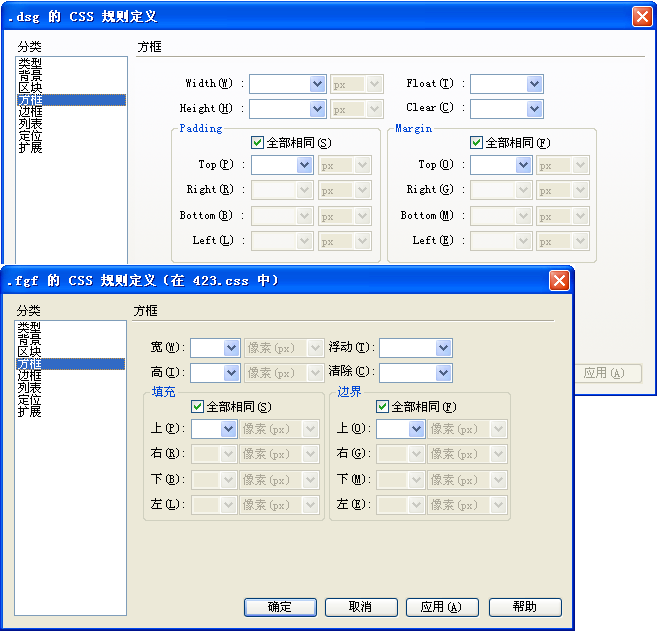 .dsg 的 CSS 规则定义
分类
方框
类型
背景
区块
方框
边框
列表
定位
扩展
Width(W) :
px
Float(T) :
Height(H) :
px
Clear(C) :
Padding
全部相同(S)
Top(P) :
px
Right(R) :
px
Bottom(B) :
px
Left(L) :
px
Margin
全部相同(F)
Top(O) :
px
Right(G) :
px
Bottom(M) :
px
Left(E) :
px
应用(A)
.fgf 的 CSS 规则定义(在 423.css 中)
分类
方框
类型
背景
区块
方框
边框
列表
定位
扩展
宽(W):
像素(px)
浮动(T):
高(I):
像素(px)
清除(C):
填充
全部相同(S)
上(P):
像素(px)
右(R):
像素(px)
下(B):
像素(px)
左(L):
像素(px)
边界
全部相同(F)
上(O):
像素(px)
右(G):
像素(px)
下(M):
像素(px)
左(E):
像素(px)
确定
取消
应用(A)
帮助